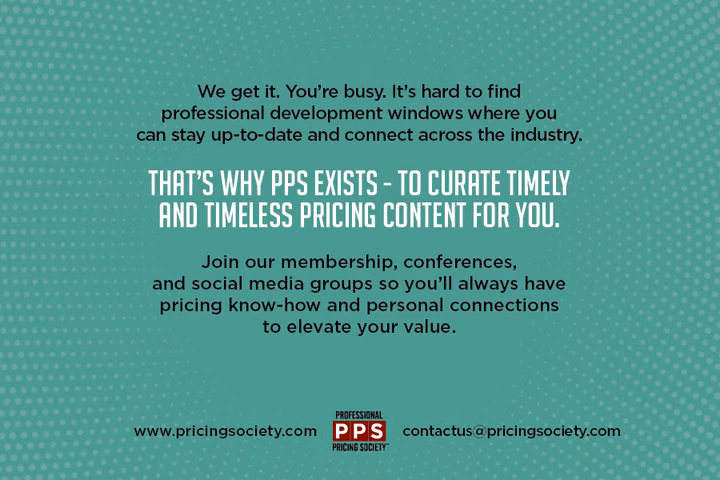 We get it. You’re busy. It’s hard to find
professional development windows where you
can stay up-to-date and connect across the industry.
THAT’S WHY PPS EXISTS - TO CURATE TIMELY
AND TIMELESS PRICING CONTENT FOR YOU.
Join our membership, conferences,
and social media groups so you’ll always have
pricing know-how and personal connections
to elevate your value.
www.pricingsociety.com
PROFESSIONAL
PPS
PRICING SOCIETY™
contactus@pricingsociety.com